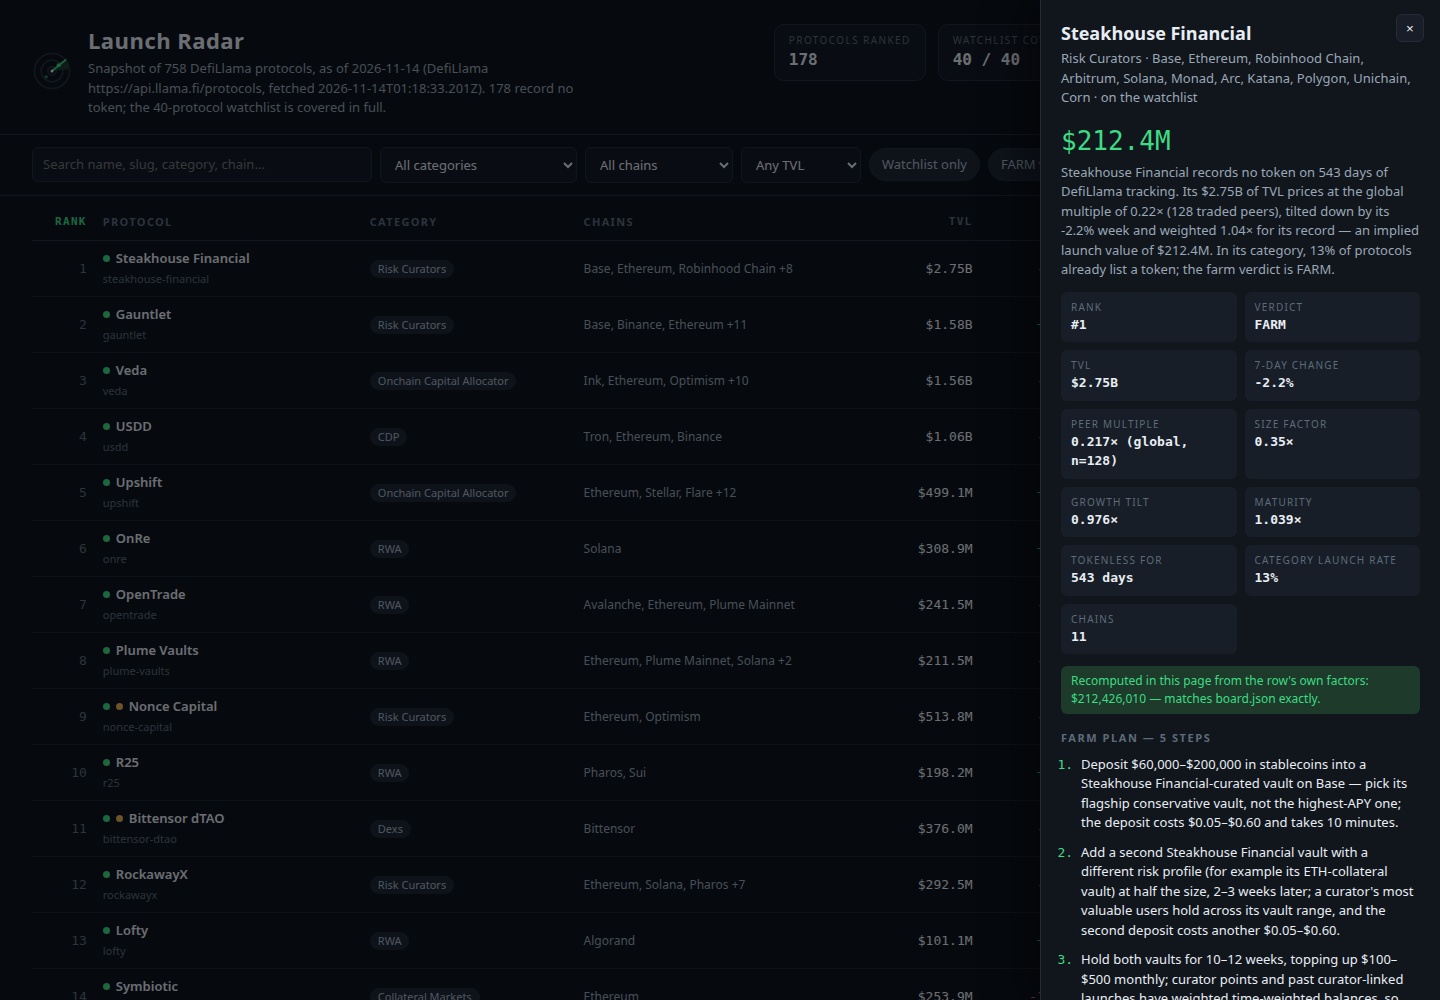 Launch Radar
Snapshot of 758 DefiLlama protocols, as of 2026-11-14 (DefiLlama
https://api.llama.fi/protocols, fetched 2026-11-14T01:18:33.201Z). 178 record no
token; the 40-protocol watchlist is covered in full.
PROTOCOLS RANKED
178
WATCHLIST CO
40 / 40
Search name, slug, category, chain...
All categories
All chains
Any TVL
Watchlist only
FARM
RANK PROTOCOL CATEGORY CHAINS TVL
1 Steakhouse Financial Risk Curators Base, Ethereum, Robinhood Chain +8 $2.75B
steakhouse-financial
2 Gauntlet Risk Curators Base, Binance, Ethereum +11 $1.58B
gauntlet
3 Veda Onchain Capital Allocator Ink, Ethereum, Optimism +10 $1.56B
veda
4 USDD CDP Tron, Ethereum, Binance $1.06B
usdd
5 Upshift Onchain Capital Allocator Ethereum, Stellar, Flare +12 $499.1M
upshift
6 OnRe RWA Solana $308.9M
onre
7 OpenTrade RWA Avalanche, Ethereum, Plume Mainnet $241.5M
opentrade
8 Plume Vaults RWA Ethereum, Plume Mainnet, Solana +2 $211.5M
plume-vaults
9 Nonce Capital Risk Curators Ethereum, Optimism $513.8M
nonce-capital
10 R25 RWA Pharos, Sui $198.2M
r25
11 Bittensor dTAO Dexs Bittensor $376.0M
bittensor-dtao
12 RockawayX Risk Curators Ethereum, Solana, Pharos +7 $292.5M
rockawayx
13 Lofty RWA Algorand $101.1M
lofty
14 Symbiotic Collateral Markets Ethereum $253.9M
Steakhouse Financial
×
Risk Curators · Base, Ethereum, Robinhood Chain,
Arbitrum, Solana, Monad, Arc, Katana, Polygon, Unichain,
Corn · on the watchlist
$212.4M
Steakhouse Financial records no token on 543 days of
DefiLlama tracking. Its $2.75B of TVL prices at the global
multiple of 0.22× (128 traded peers), tilted down by its
-2.2% week and weighted 1.04× for its record — an implied
launch value of $212.4M. In its category, 13% of protocols
already list a token; the farm verdict is FARM.
RANK
#1
VERDICT
FARM
TVL
$2.75B
7-DAY CHANGE
-2.2%
PEER MULTIPLE
0.217× (global,
n=128)
SIZE FACTOR
0.35×
GROWTH TILT
0.976×
MATURITY
1.039×
TOKENLESS FOR
543 days
CATEGORY LAUNCH RATE
13%
CHAINS
11
Recomputed in this page from the row's own factors:
$212,426,010 — matches board.json exactly.
FARM PLAN — 5 STEPS
1. Deposit $60,000–$200,000 in stablecoins into a
Steakhouse Financial-curated vault on Base — pick its
flagship conservative vault, not the highest-APY one;
the deposit costs $0.05–$0.60 and takes 10 minutes.
2. Add a second Steakhouse Financial vault with a
different risk profile (for example its ETH-collateral
vault) at half the size, 2–3 weeks later; a curator's most
valuable users hold across its vault range, and the
second deposit costs another $0.05–$0.60.
3. Hold both vaults for 10–12 weeks, topping up $100–
$500 monthly; curator points and past curator-linked
launches have weighted time-weighted balances, so